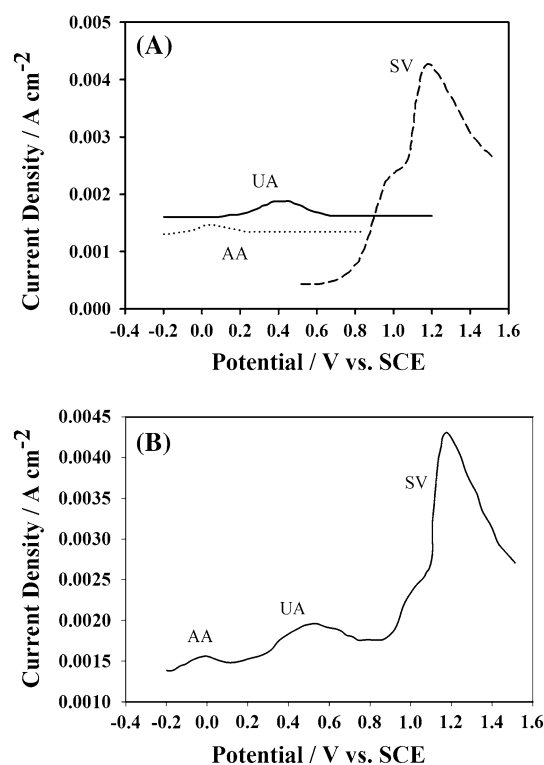 (A)
0.005
0.004
0.003
0.002
0.001
0.000
Current Density / A cm-2
SV
UA
AA
-0.4 -0.2 0.0 0.2 0.4 0.6 0.8 1.0 1.2 1.4 1.6
Potential / V vs. SCE
(B)
0.0045
0.0040
0.0035
0.0030
0.0025
0.0020
0.0015
0.0010
Current Density / A cm-2
SV
UA
AA
-0.4 -0.2 0.0 0.2 0.4 0.6 0.8 1.0 1.2 1.4 1.6
Potential / V vs. SCE